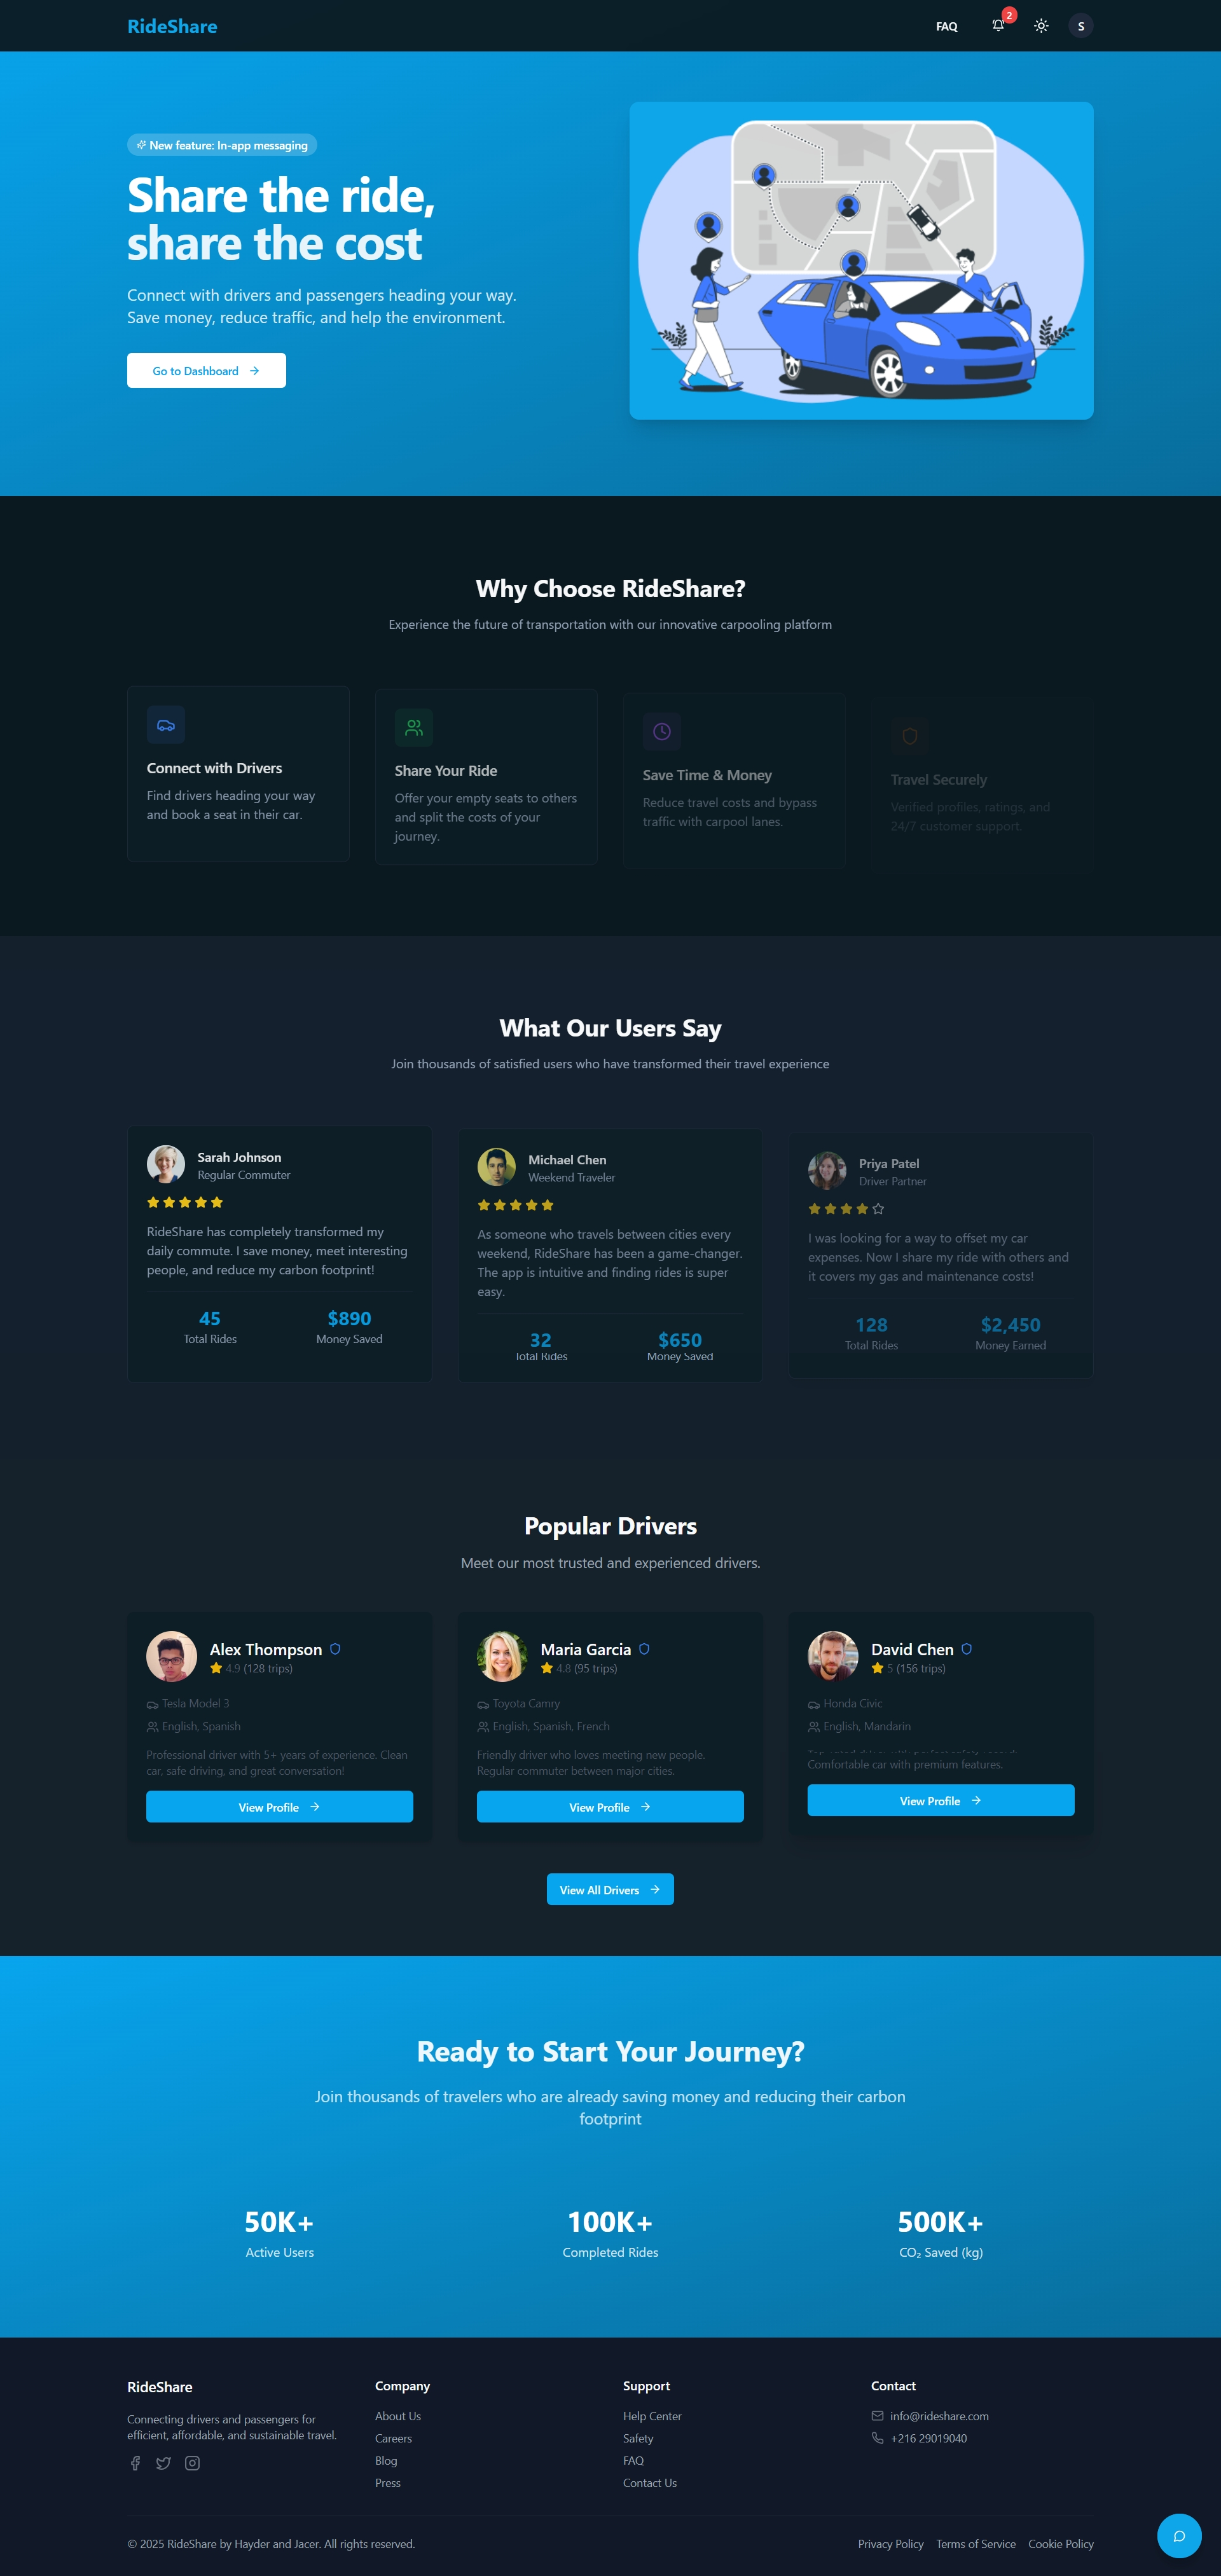 RideShare
FAQ
2
S
New feature: In-app messaging
Share the ride,
share the cost
Connect with drivers and passengers heading your way.
Save money, reduce traffic, and help the environment.
Go to Dashboard
Why Choose RideShare?
Experience the future of transportation with our innovative carpooling platform
Connect with Drivers
Find drivers heading your way
and book a seat in their car.
Share Your Ride
Offer your empty seats to others
and split the costs of your
journey.
Save Time & Money
Reduce travel costs and bypass
traffic with carpool lanes.
Travel Securely
Verified profiles, ratings, and
24/7 customer support.
What Our Users Say
Join thousands of satisfied users who have transformed their travel experience
Sarah Johnson
Regular Commuter
RideShare has completely transformed my
daily commute. I save money, meet interesting
people, and reduce my carbon footprint!
45
Total Rides
$890
Money Saved
Michael Chen
Weekend Traveler
As someone who travels between cities every
weekend, RideShare has been a game-changer.
The app is intuitive and finding rides is super
easy.
32
Total Rides
$650
Money Saved
Priya Patel
Driver Partner
I was looking for a way to offset my car
expenses. Now I share my ride with others and
it covers my gas and maintenance costs!
128
Total Rides
$2,450
Money Earned
Popular Drivers
Meet our most trusted and experienced drivers.
Alex Thompson
4.9 (128 trips)
Tesla Model 3
English, Spanish
Professional driver with 5+ years of experience. Clean
car, safe driving, and great conversation!
View Profile
Maria Garcia
4.8 (95 trips)
Toyota Camry
English, Spanish, French
Friendly driver who loves meeting new people.
Regular commuter between major cities.
View Profile
David Chen
5 (156 trips)
Honda Civic
English, Mandarin
Comfortable car with premium features.
View Profile
View All Drivers
Ready to Start Your Journey?
Join thousands of travelers who are already saving money and reducing their carbon
footprint
50K+
Active Users
100K+
Completed Rides
500K+
CO₂ Saved (kg)
RideShare
Connecting drivers and passengers for
efficient, affordable, and sustainable travel.
Company
About Us
Careers
Blog
Press
Support
Help Center
Safety
FAQ
Contact Us
Contact
info@rideshare.com
+216 29019040
© 2025 RideShare by Hayder and Jacer. All rights reserved.
Privacy Policy
Terms of Service
Cookie Policy